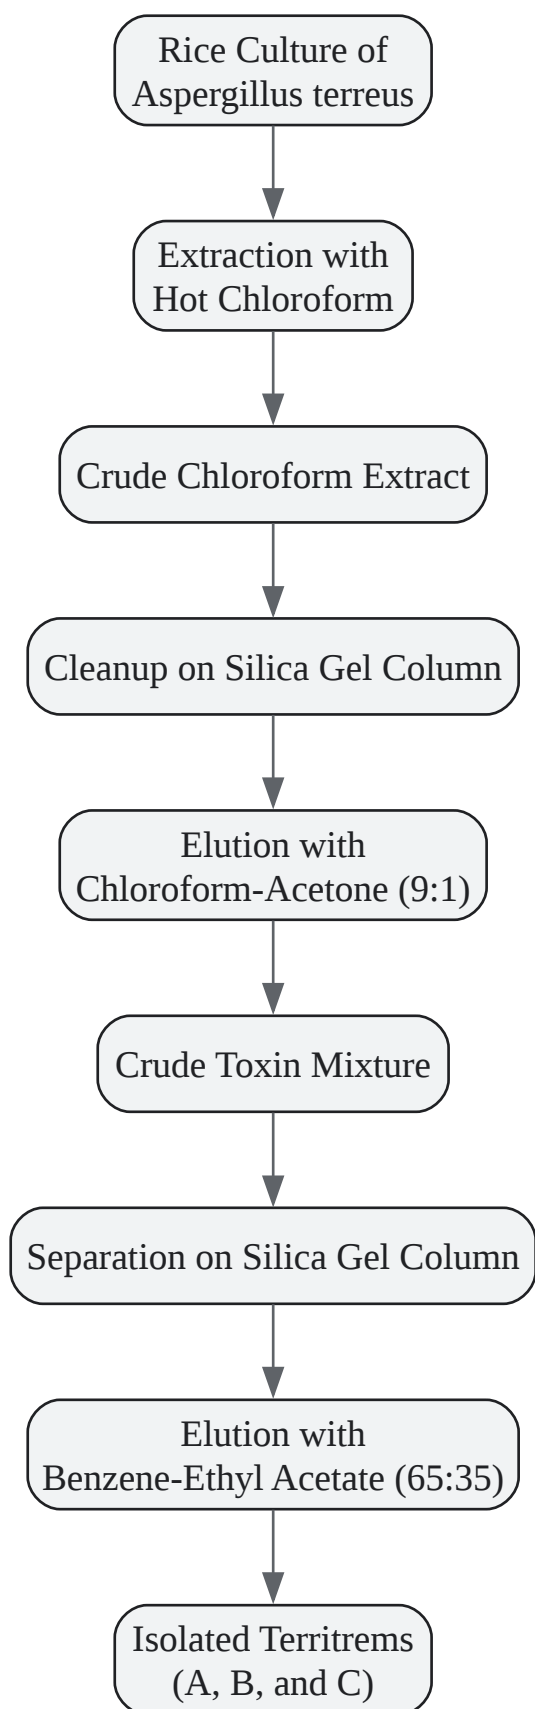 Rice Culture of
Aspergillus terreus
Extraction with
Hot Chloroform
Crude Chloroform Extract
Cleanup on Silica Gel Column
Elution with
Chloroform-Acetone (9:1)
Crude Toxin Mixture
Separation on Silica Gel Column
Elution with
Benzene-Ethyl Acetate (65:35)
Isolated Territrems
(A, B, and C)